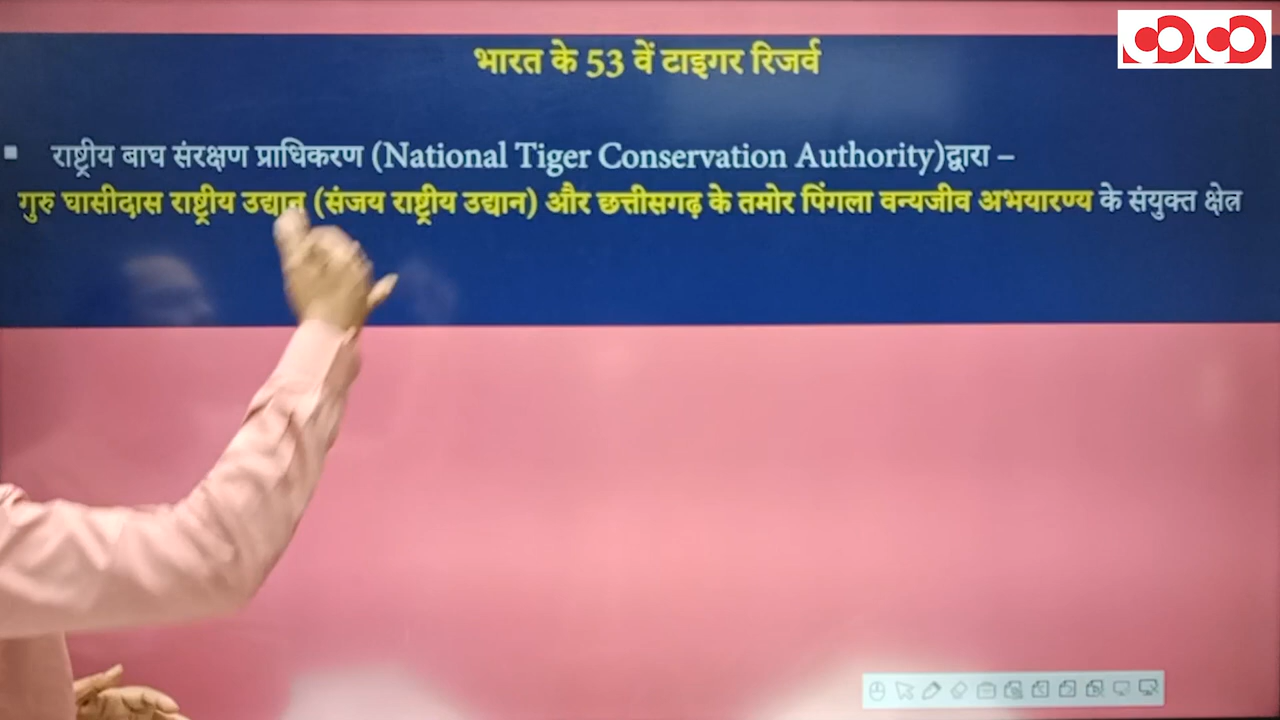 भारत के 53 वें टाइगर रिजर्व
राष्ट्रीय बाघ संरक्षण प्राधिकरण (National Tiger Conservation Authority)द्वारा –
गुरु घासीदास राष्ट्रीय उद्यान (संजय राष्ट्रीय उद्यान) और छत्तीसगढ़ के तमोर पिंगला वन्यजीव अभयारण्य के संयुक्त क्षेत्र